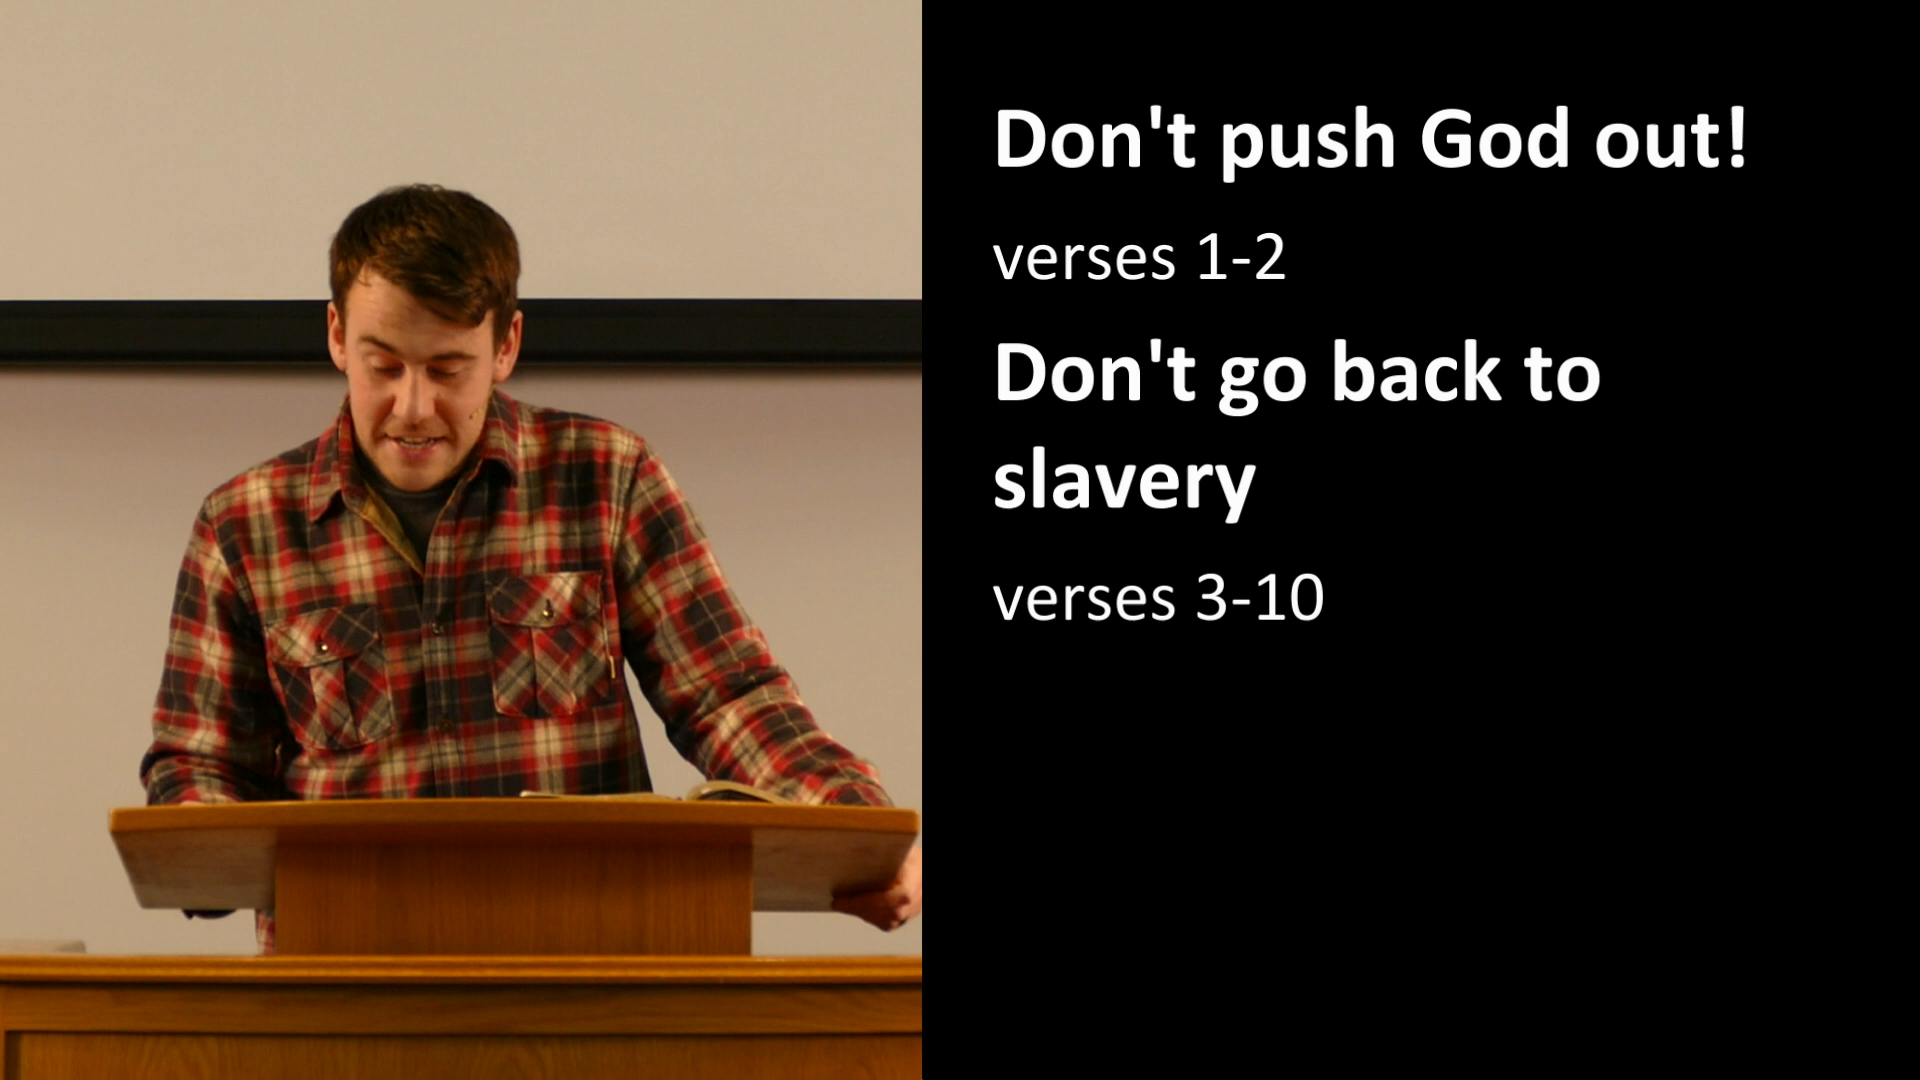 Don't push God out!
verses 1-2
Don't go back to
slavery
verses 3-10